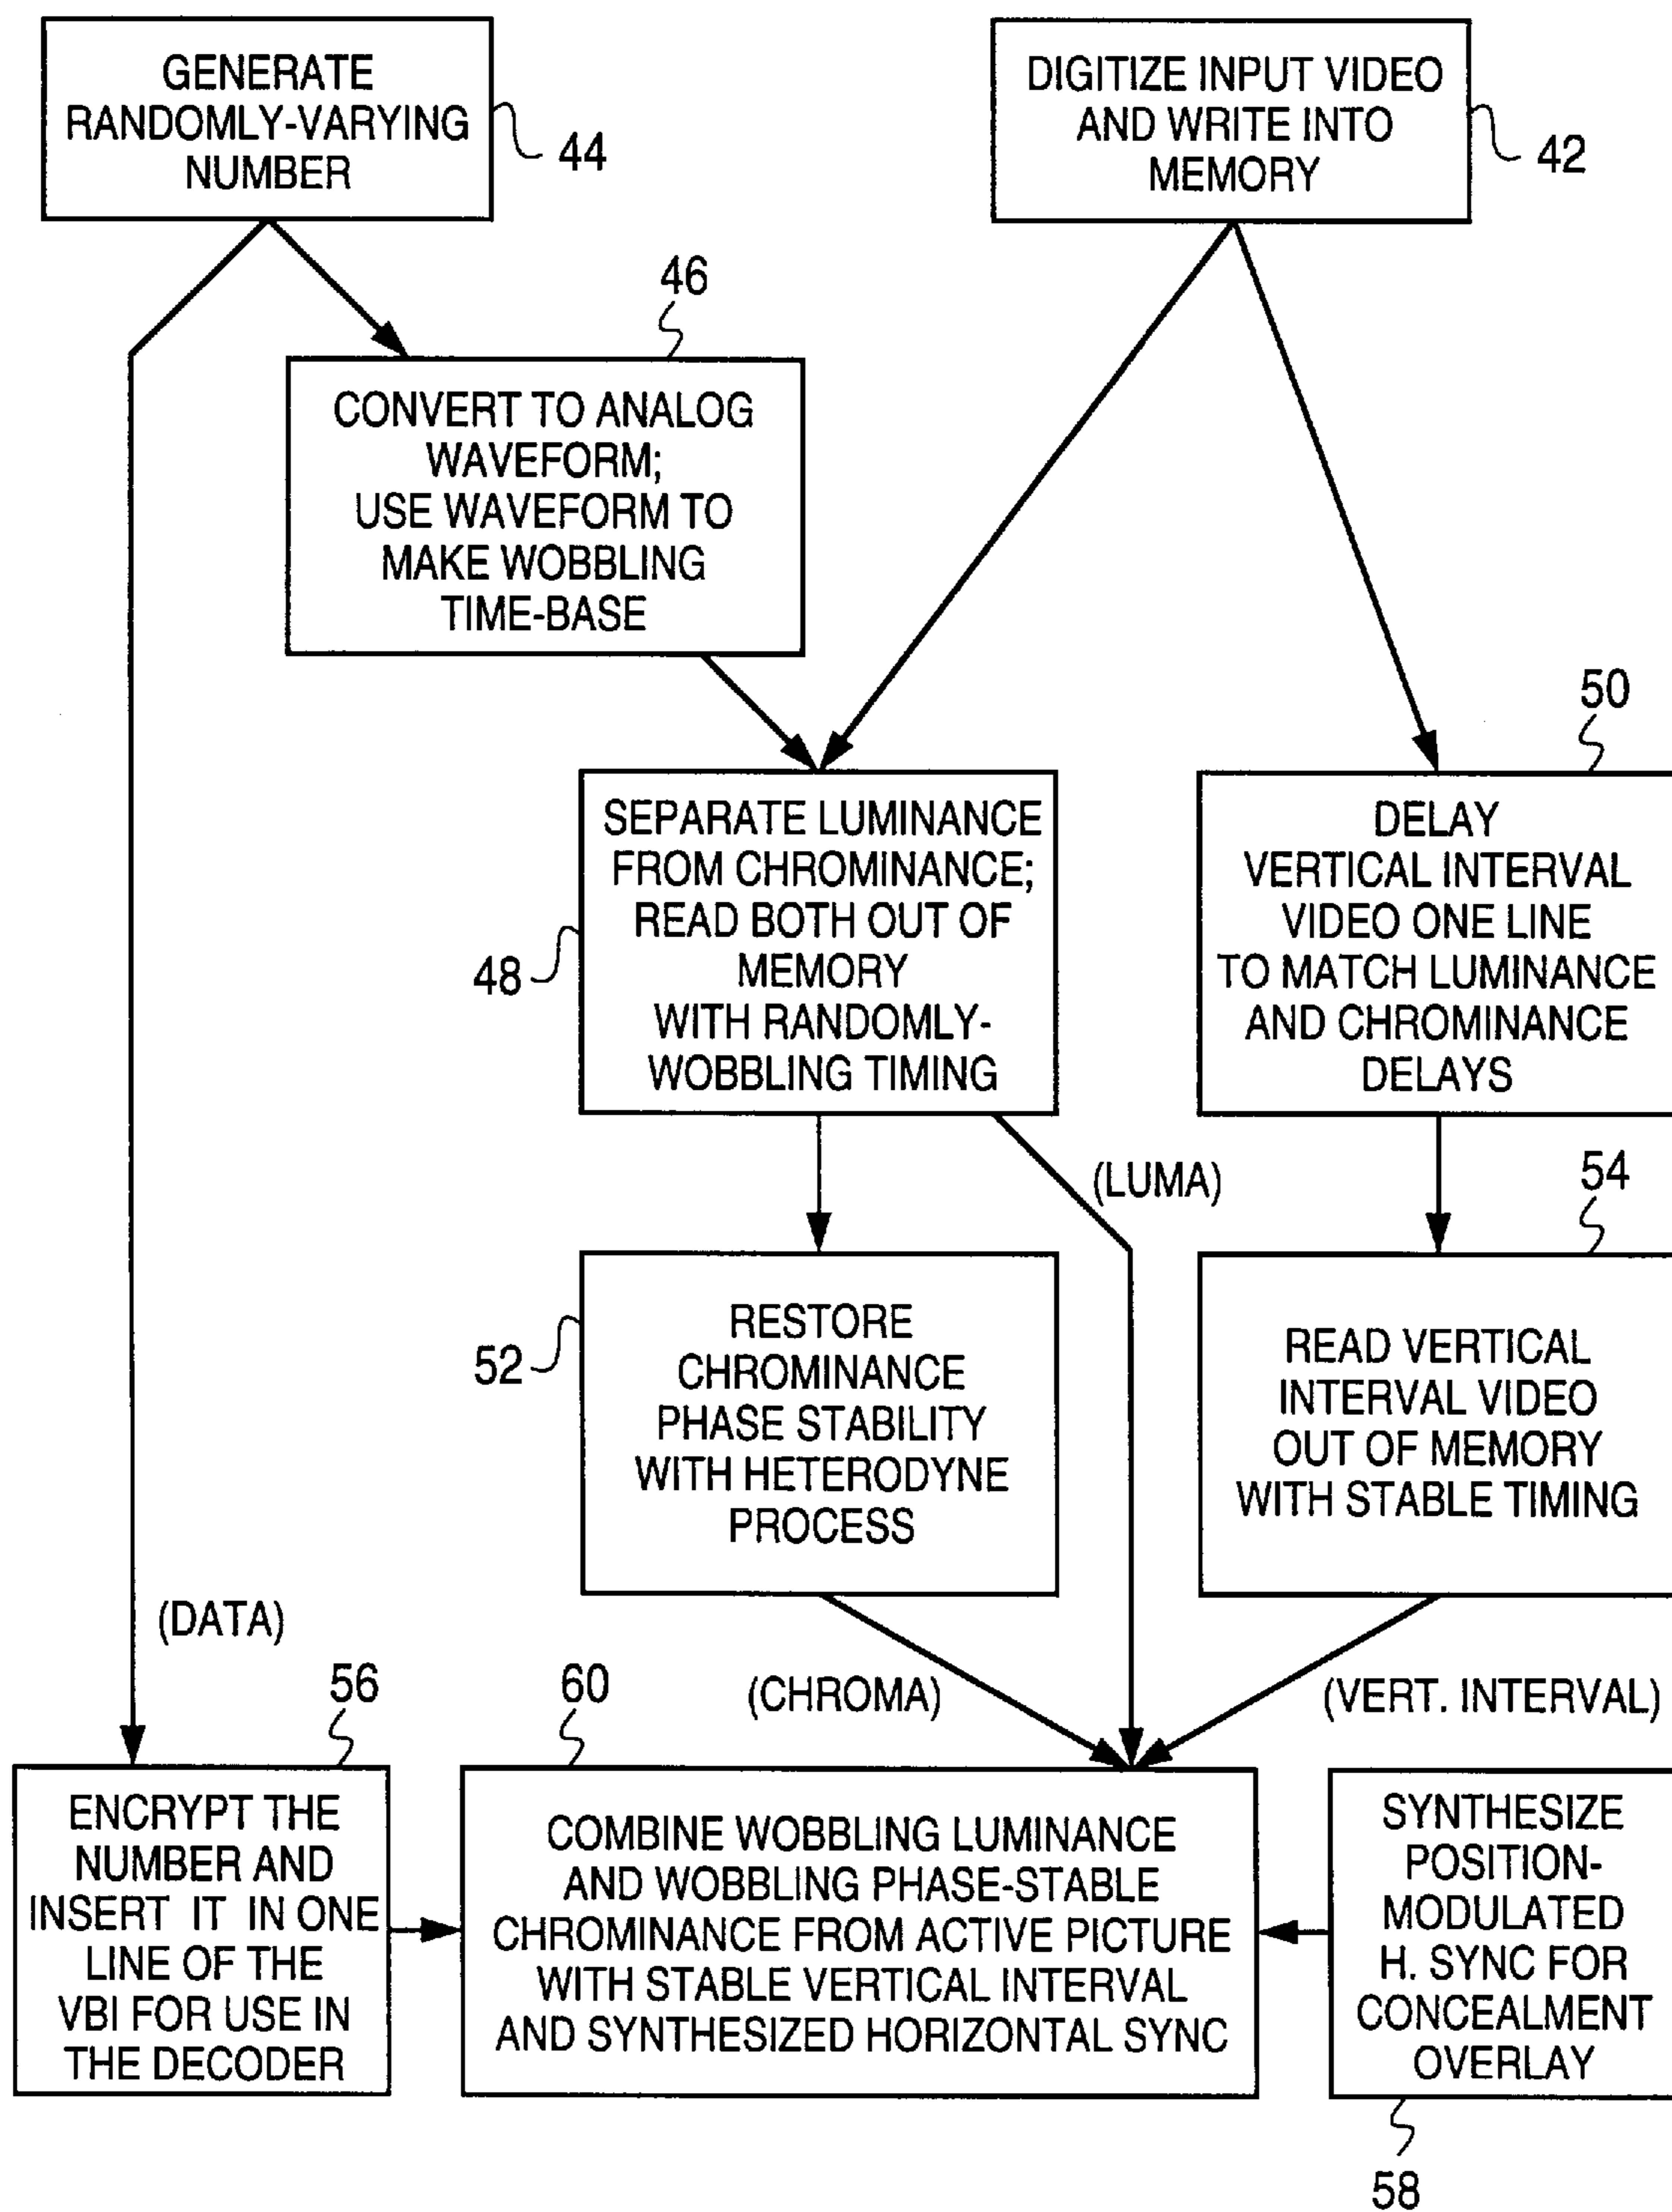 GENERATE
RANDOMLY-VARYING
NUMBER
44
DIGITIZE INPUT VIDEO
AND WRITE INTO
MEMORY
42
46
CONVERT TO ANALOG
WAVEFORM;
USE WAVEFORM TO
MAKE WOBBLING
TIME-BASE
48
SEPARATE LUMINANCE
FROM CHROMINANCE;
READ BOTH OUT OF
MEMORY
WITH RANDOMLY-
WOBBLING TIMING
50
DELAY
VERTICAL INTERVAL
VIDEO ONE LINE
TO MATCH LUMINANCE
AND CHROMINANCE
DELAYS
(LUMA)
52
RESTORE
CHROMINANCE
PHASE STABILITY
WITH HETERODYNE
PROCESS
54
READ VERTICAL
INTERVAL VIDEO
OUT OF MEMORY
WITH STABLE TIMING
(DATA)
(CHROMA)
(VERT. INTERVAL)
56
ENCRYPT THE
NUMBER AND
INSERT IT IN ONE
LINE OF THE
VBI FOR USE IN
THE DECODER
60
COMBINE WOBBLING LUMINANCE
AND WOBBLING PHASE-STABLE
CHROMINANCE FROM ACTIVE PICTURE
WITH STABLE VERTICAL INTERVAL
AND SYNTHESIZED HORIZONTAL SYNC
SYNTHESIZE
POSITION-
MODULATED
H. SYNC FOR
CONCEALMENT
OVERLAY
58